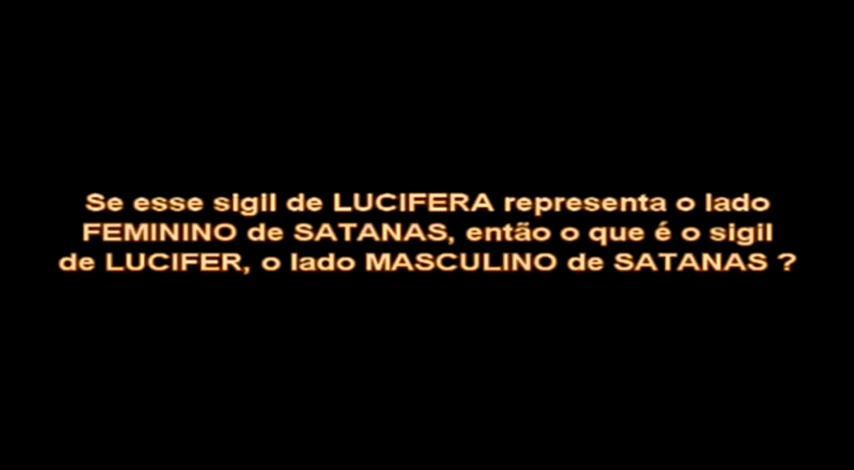 Se esse sigil de LUCIFERA representa o lado
FEMININO de SATANAS, então o que é o sigil
de LUCIFER, o lado MASCULINO de SATANAS ?